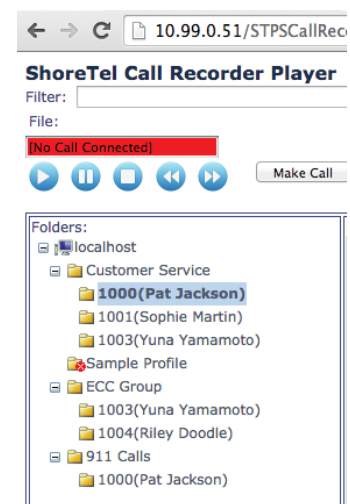 10.99.0.51/STPSCallRec
ShoreTel Call Recorder Player
Filter:
File:
[No Call Connected]
Make Call
Folders:
localhost
Customer Service
1000(Pat Jackson)
1001(Sophie Martin)
1003(Yuna Yamamoto)
Sample Profile
ECC Group
1003(Yuna Yamamoto)
1004(Riley Doodle)
911 Calls
1000(Pat Jackson)